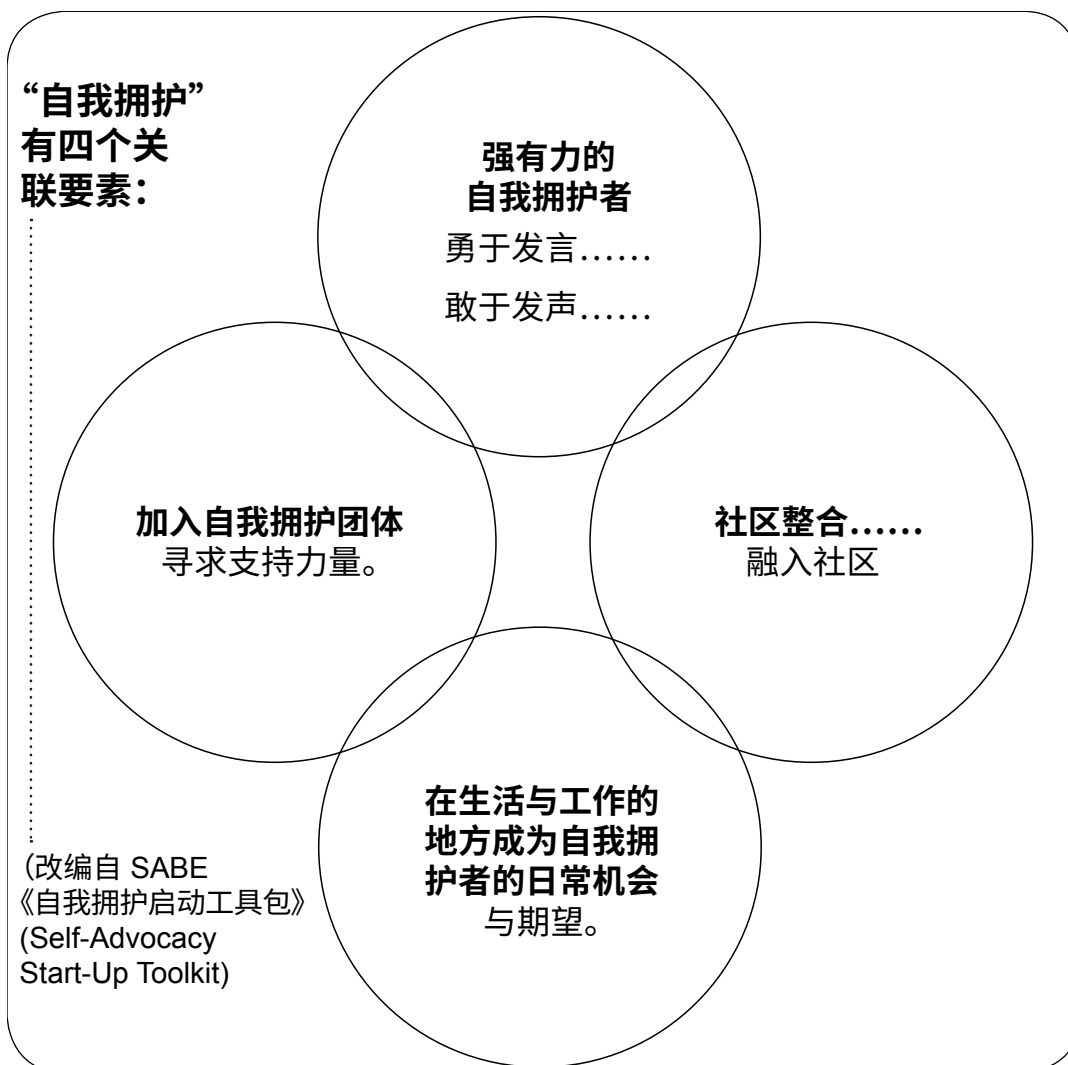 “自我拥护”
有四个关
联要素：
强有力的
自我拥护者
勇于发言……
敢于发声……
加入自我拥护团体
寻求支持力量。
社区整合……
融入社区
在生活与工作的
地方成为自我拥
护者的日常机会
与期望。
（改编自 SABE
《自我拥护启动工具包》
(Self-Advocacy
Start-Up Toolkit)